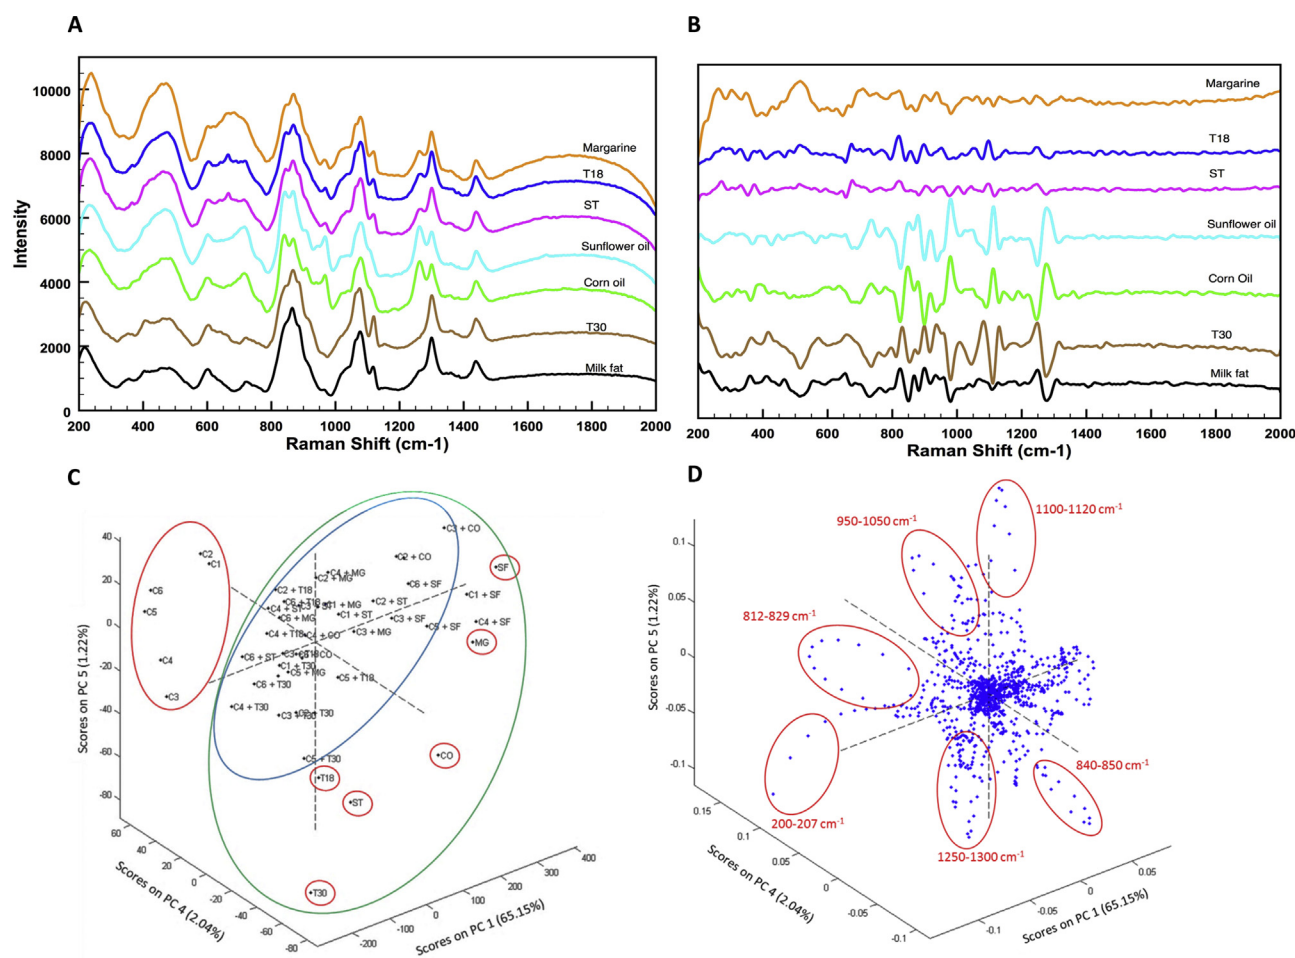 A
B
Intensity
10000
8000
6000
4000
2000
0
Margarine
T18
ST
Sunflower oil
Corn oil
T30
Milk fat
200 400 600 800 1000 1200 1400 1600 1800 2000
Raman Shift (cm-1)
Margarine
T18
ST
Sunflower oil
Corn Oil
T30
Milk fat
200 400 600 800 1000 1200 1400 1600 1800 2000
Raman Shift (cm-1)
C
D
Scores on PC 5 (1.22%)
40
20
0
-20
-40
-60
-80
C2
C1
C6
C5
C4
C3
C3 + CO
C2 + CO
SF
C4 + MG
C2 + MG
C6 + SF
C2 + T18
C1 + SF
C6 + T18
C1 + MG
C2 + ST
C4 + ST
C6 + MG
C1 + ST
C3 + SF
C4 + SF
C5 + SF
C4 + T18
C4 + CO
C3 + MG
MG
C6 + ST
C1 + T30
C5 + MG
C5 + T18
C6 + T30
C4 + T30
C5 + T30
CO
T18
ST
T30
60
40
20
0
-20
-40
-60
-80
Scores on PC 4 (2.04%)
-200
-100
0
100
200
300
400
Scores on PC 1 (65.15%)
Scores on PC 5 (1.22%)
0.1
0.05
0
-0.05
-0.1
1100-1120 cm-1
950-1050 cm-1
812-829 cm-1
200-207 cm-1
1250-1300 cm-1
840-850 cm-1
0.15
0.1
0.05
0
-0.05
-0.1
Scores on PC 4 (2.04%)
-0.1
-0.05
0
0.05
Scores on PC 1 (65.15%)